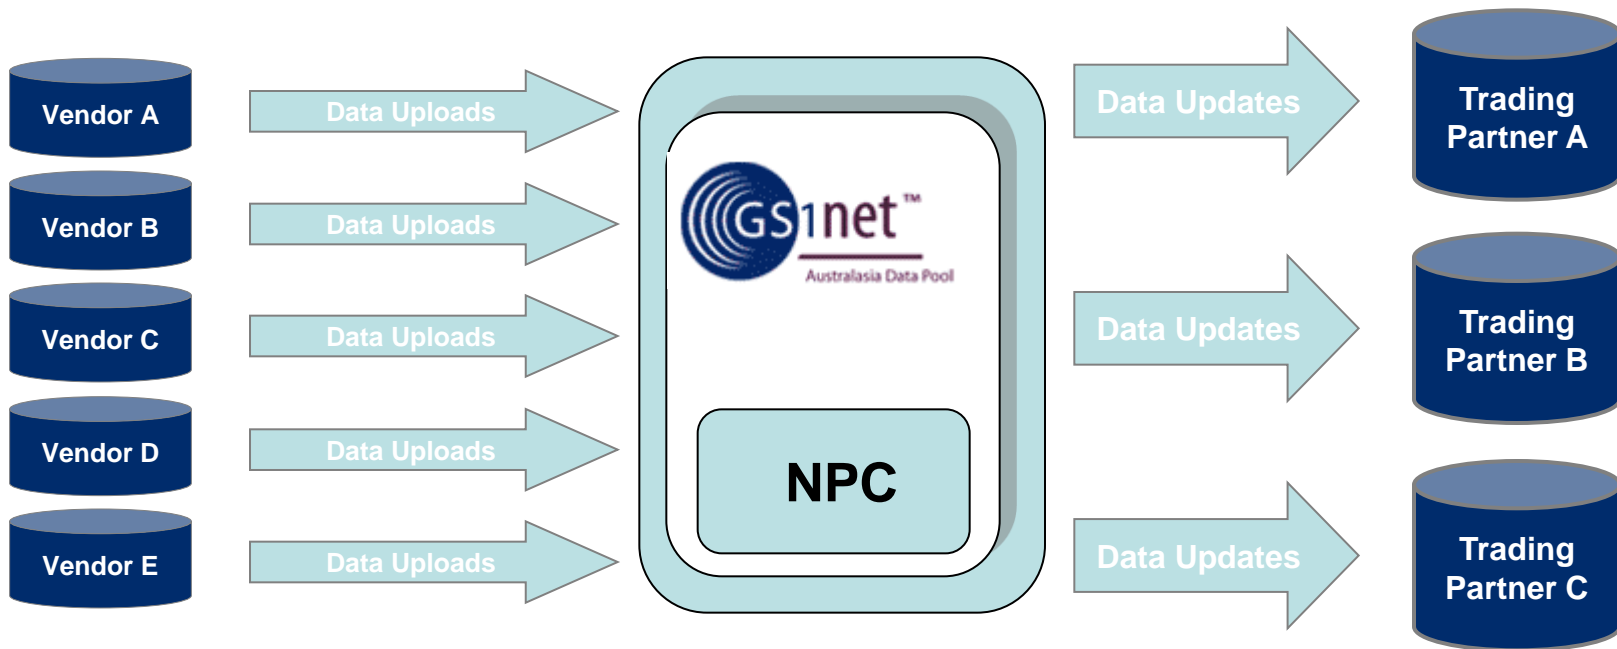 Vendor A
Data Uploads
Data Updates
Trading
Partner A
Vendor B
Data Uploads
GS1net™
Australasia Data Pool
Vendor C
Data Uploads
Data Updates
Trading
Partner B
Vendor D
Data Uploads
NPC
Vendor E
Data Uploads
Data Updates
Trading
Partner C